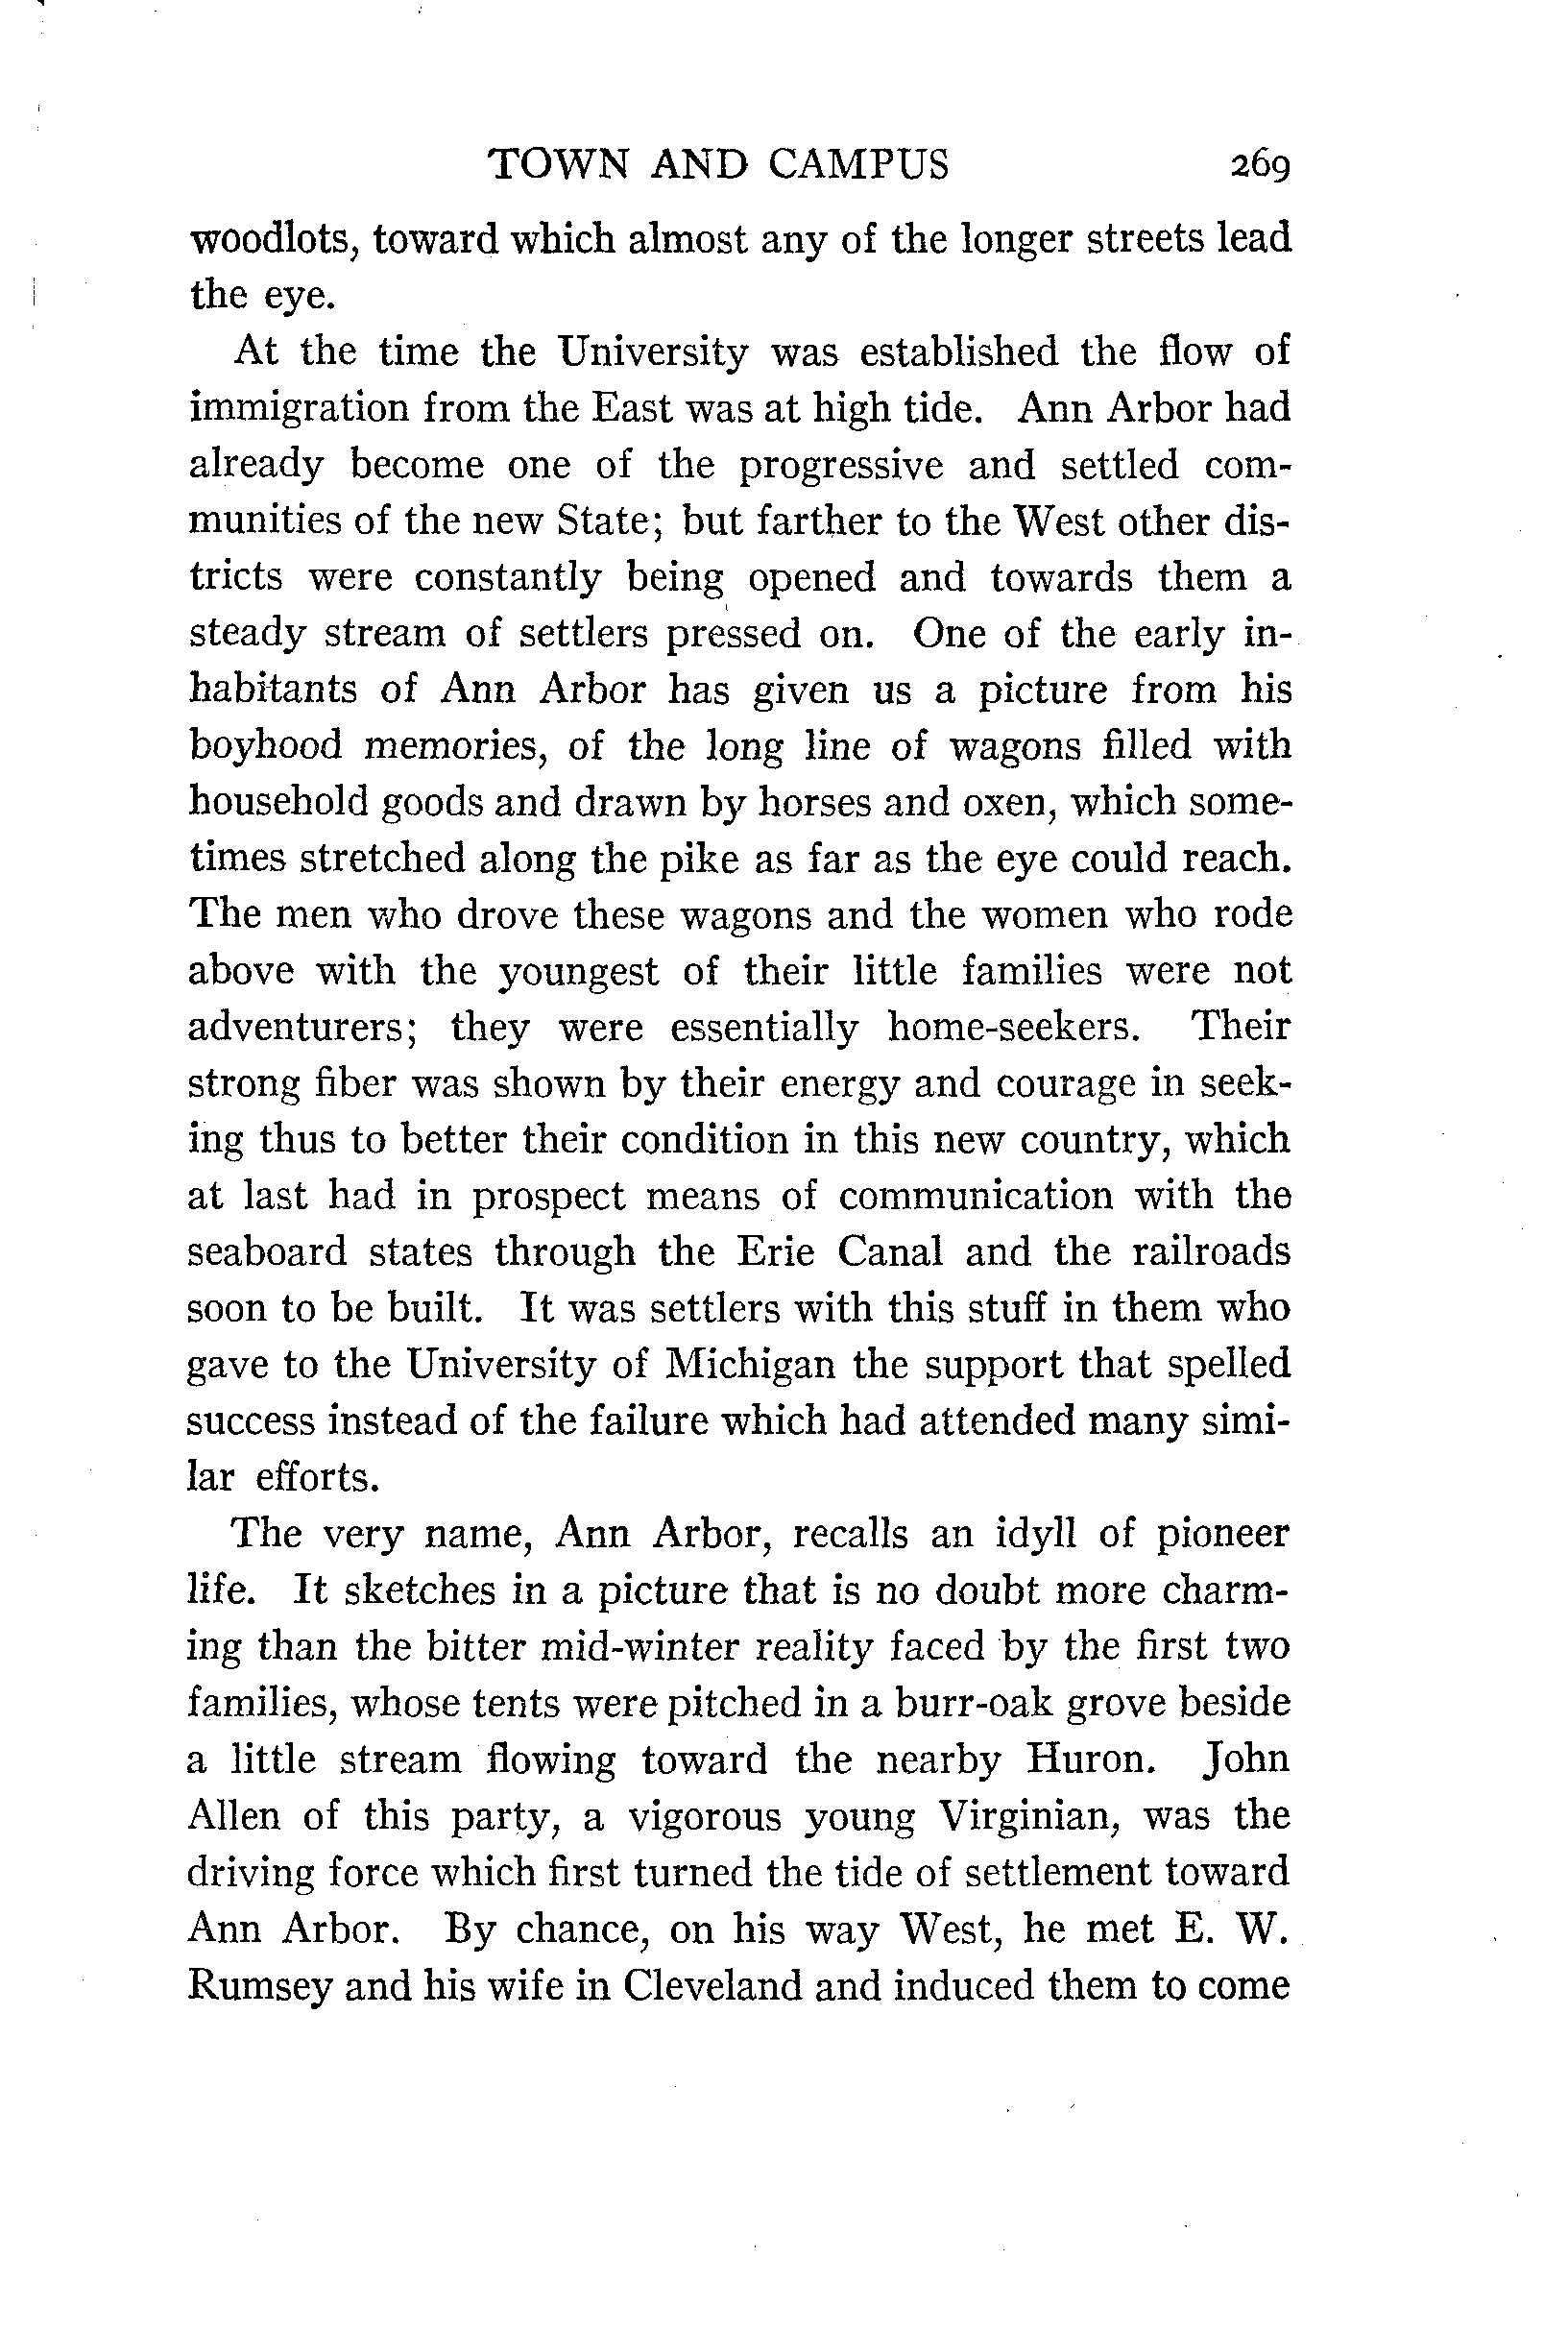 TOWN AND CAMPUS 269
woodlots, toward which almost any of the longer streets lead
the eye.
At the time the University was established the flow of
immigration from the East was at high tide. Ann Arbor had
already become one of the progressive and settled com-
munities of the new State; but farther to the West other dis-
tricts were constantly being opened and towards them a
steady stream of settlers pressed on. One of the early in-
habitants of Ann Arbor has given us a picture from his
boyhood memories, of the long line of wagons filled with
household goods and drawn by horses and oxen, which some-
times stretched along the pike as far as the eye could reach.
The men who drove these wagons and the women who rode
above with the youngest of their little families were not
adventurers; they were essentially home-seekers. Their
strong fiber was shown by their energy and courage in seek-
ing thus to better their condition in this new country, which
at last had in prospect means of communication with the
seaboard states through the Erie Canal and the railroads
soon to be built. It was settlers with this stuff in them who
gave to the University of Michigan the support that spelled
success instead of the failure which had attended many simi-
lar efforts.
The very name, Ann Arbor, recalls an idyll of pioneer
life. It sketches in a picture that is no doubt more charm-
ing than the bitter mid-winter reality faced by the first two
families, whose tents were pitched in a burr-oak grove beside
a little stream flowing toward the nearby Huron. John
Allen of this party, a vigorous young Virginian, was the
driving force which first turned the tide of settlement toward
Ann Arbor. By chance, on his way West, he met E. W.
Rumsey and his wife in Cleveland and induced them to come